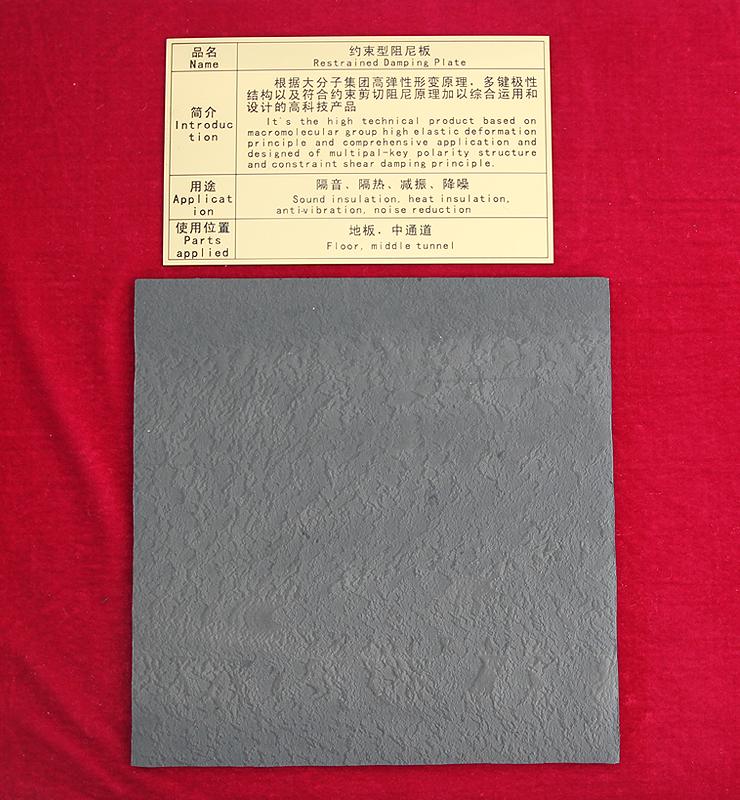 品名
Name
约束型阻尼板
Restrained Damping Plate
简介
Introduc
tion
根据大分子集团高弹性形变原理，多键极性
结构以及符合约束剪切阻尼原理加以综合运用和
设计的高科技产品
It's the high technical product based on
macromolecular group high elastic deformation
principle and comprehensive application and
designed of multipal-key polarity structure
and constraint shear damping principle.
用途
Applicat
ion
隔音、隔热、减振、降噪
Sound insulation, heat insulation,
anti-vibration, noise reduction
使用位置
Parts
applied
地板，中通道
Floor, middle tunnel